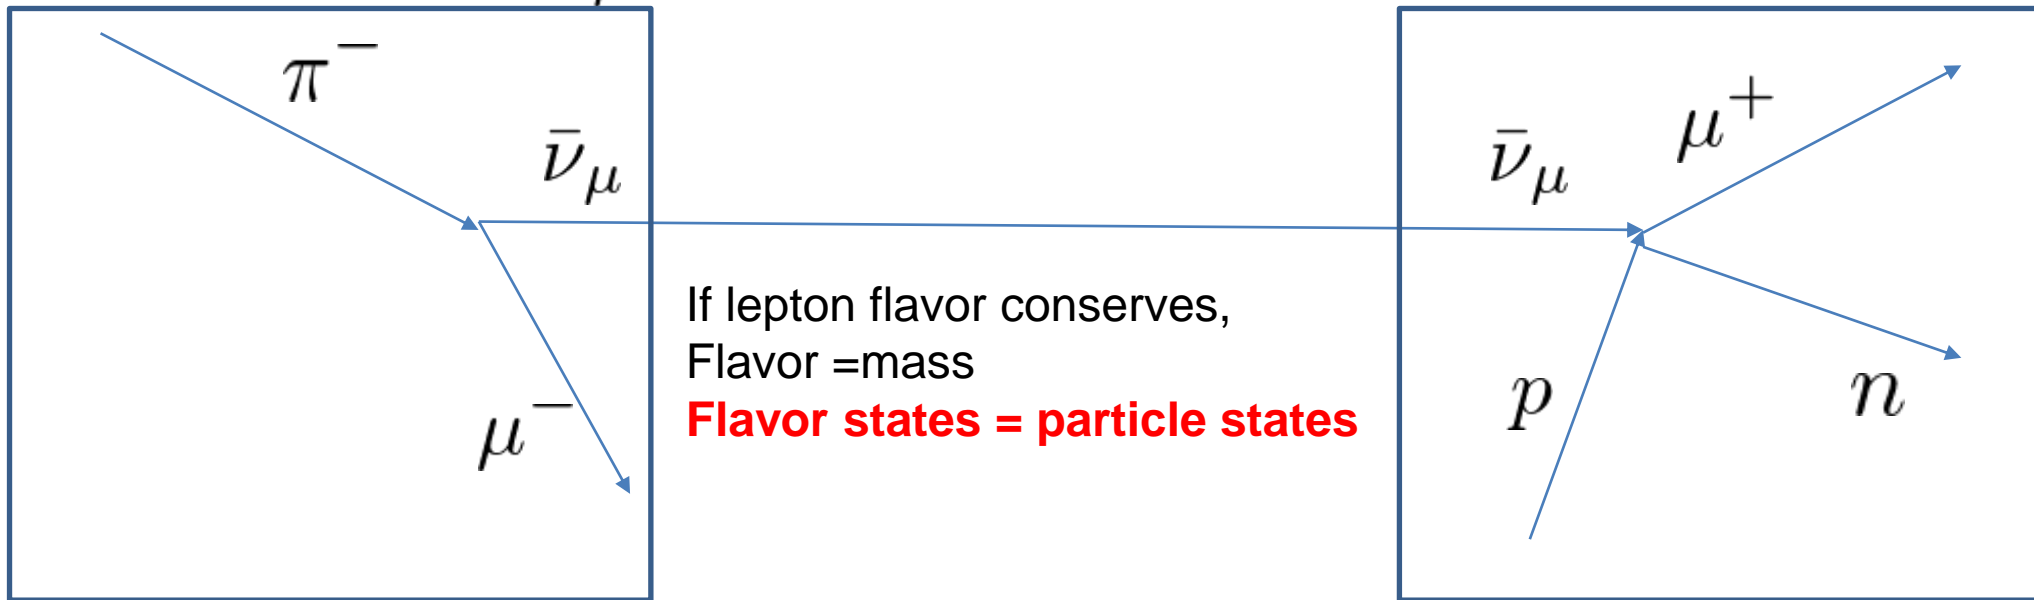 π⁻
ν̄_μ
μ⁻
If lepton flavor conserves,
Flavor =mass
Flavor states = particle states
ν̄_μ
μ⁺
p
n